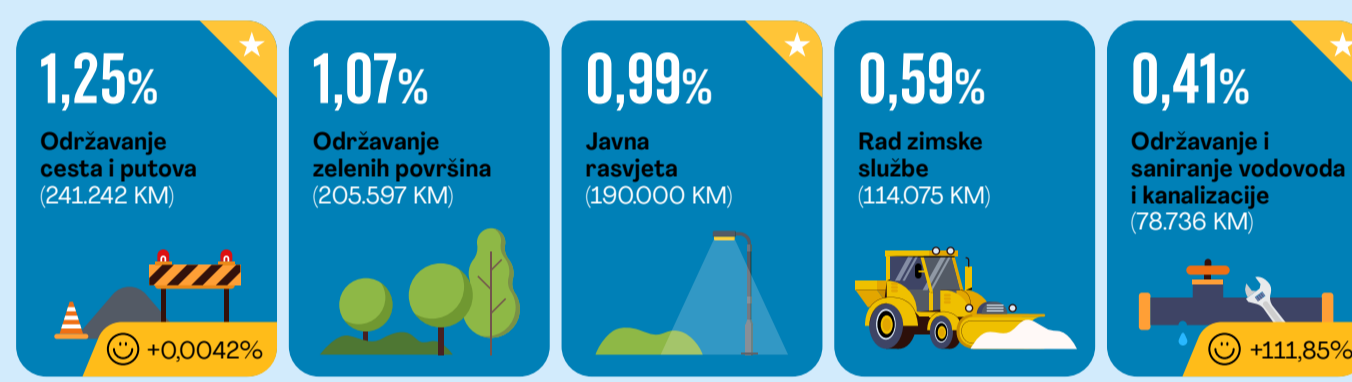 1,25%
Održavanje
cesta i putova
(241.242 KM)
+0,0042%
1,07%
Održavanje
zelenih površina
(205.597 KM)
0,99%
Javna
rasvjeta
(190.000 KM)
0,59%
Rad zimske
službe
(114.075 KM)
0,41%
Održavanje i
saniranje vodovoda
i kanalizacije
(78.736 KM)
+111,85%